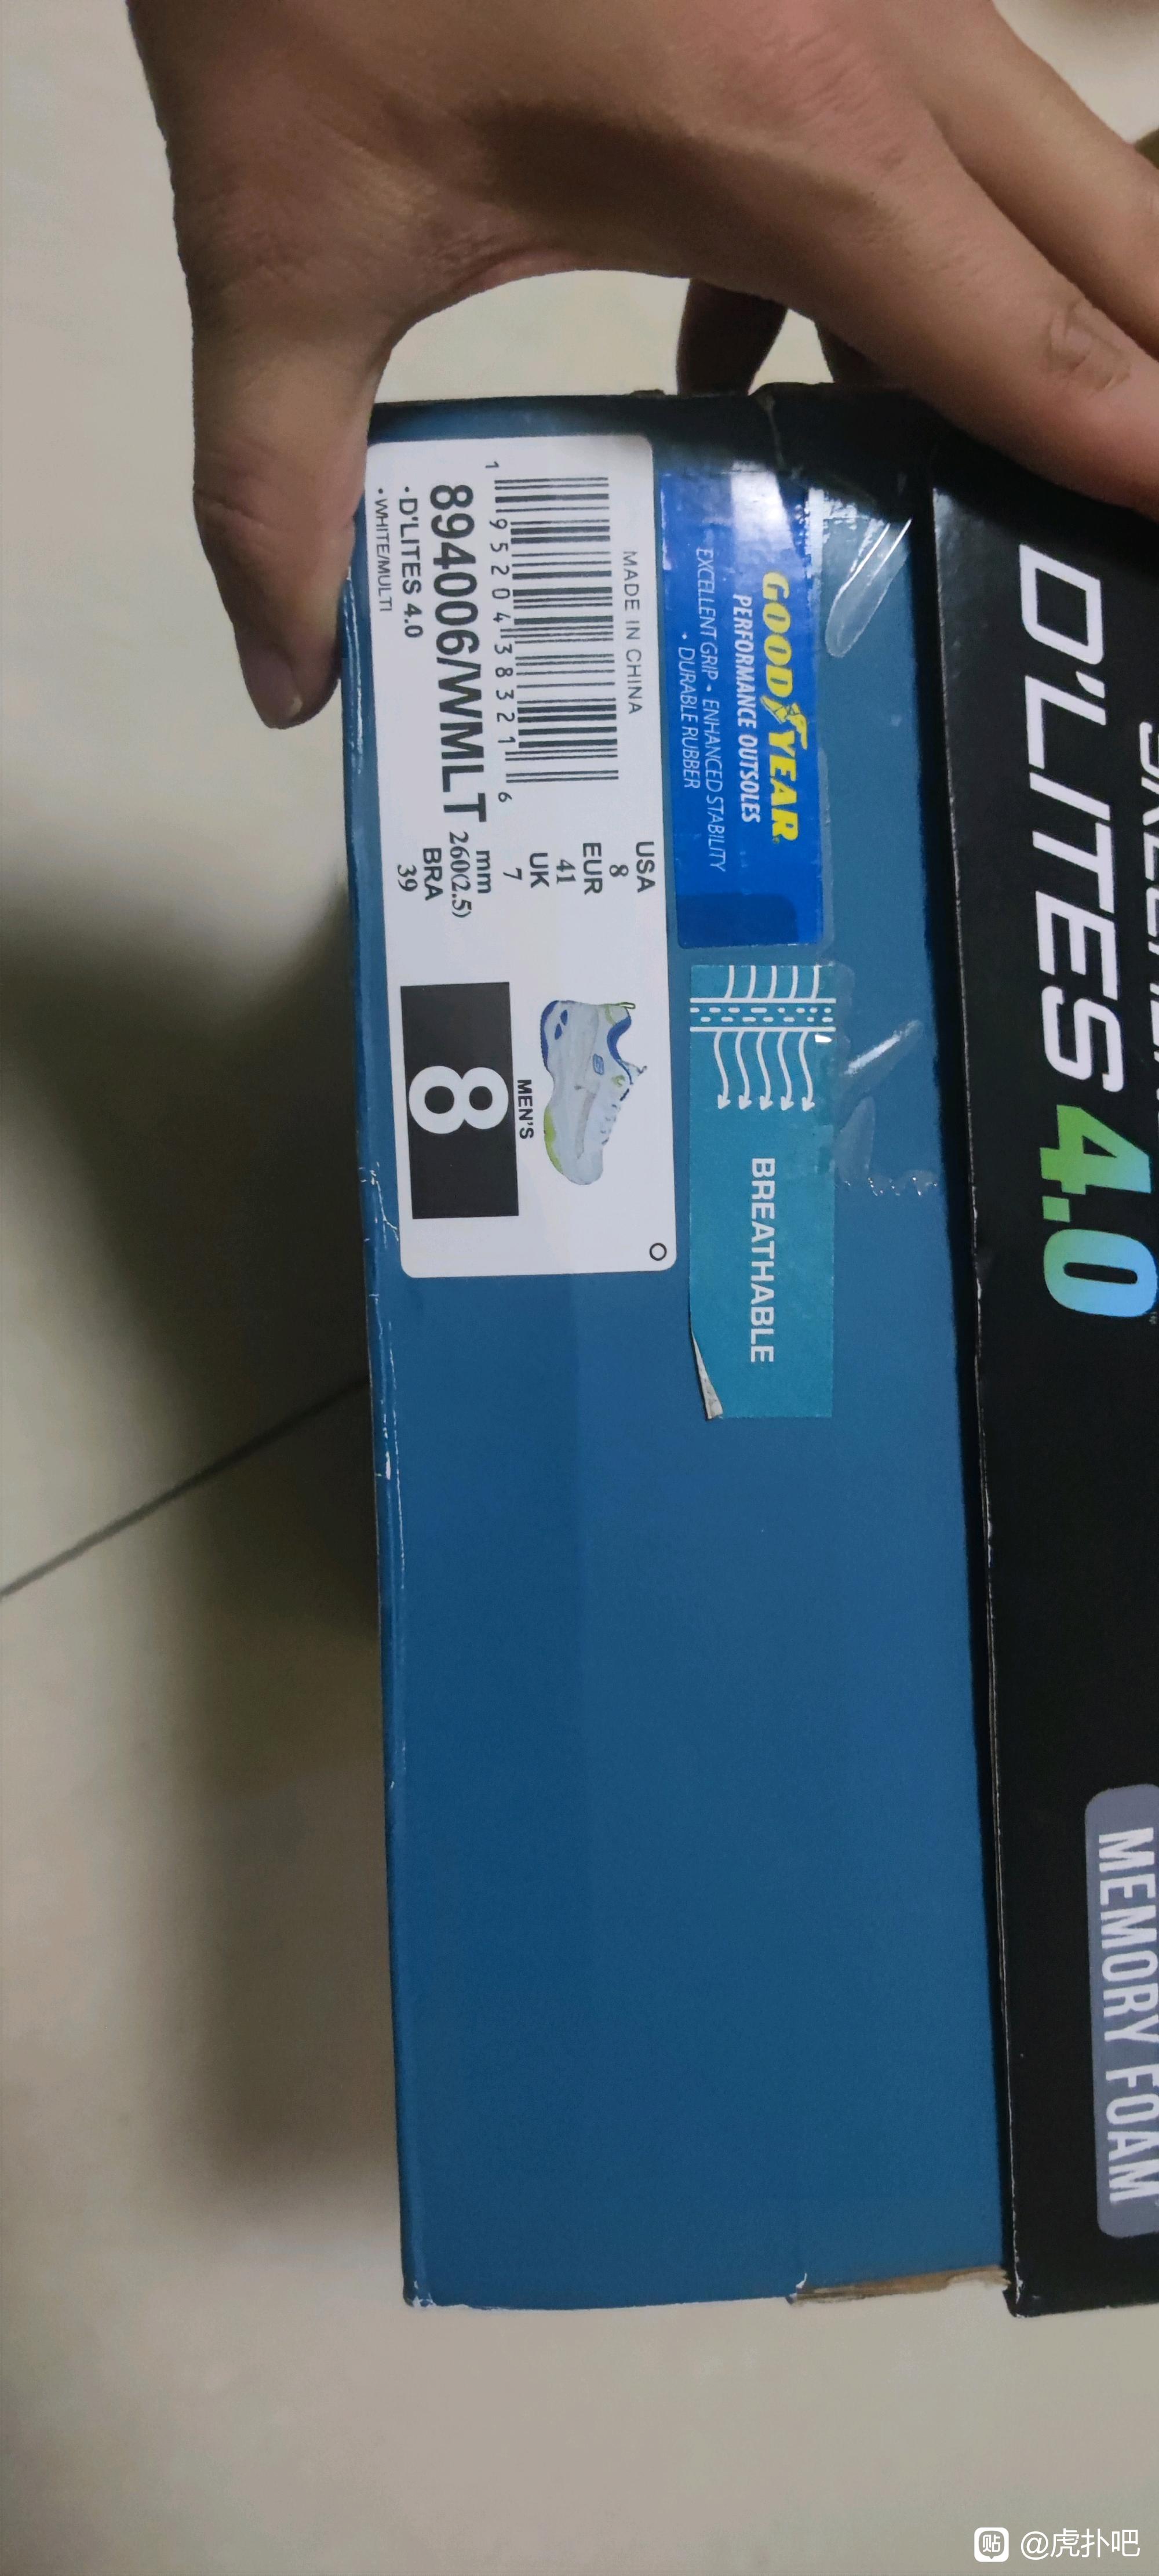 SKECHERS
D'LITES 4.0
MEMORY FOAM
GOODYEAR
PERFORMANCE OUTSOLES
EXCELLENT GRIP • ENHANCED STABILITY
• DURABLE RUBBER
BREATHABLE
MADE IN CHINA
1 95204 38321 6
894006/WMLT
• D'LITES 4.0
• WHITE/MULTI
USA
8
EUR
41
UK
7
mm
260(2.5)
BRA
39
MEN'S
8
O
贴 @虎扑吧